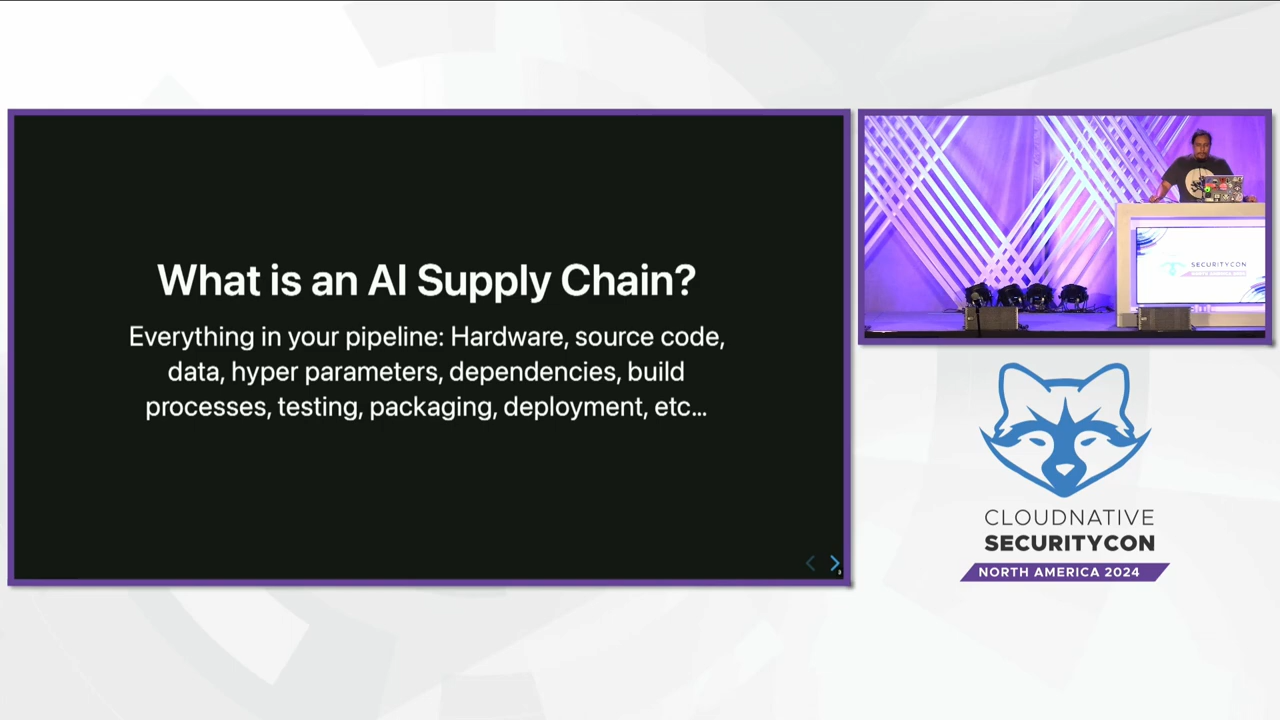 What is an AI Supply Chain?
Everything in your pipeline: Hardware, source code,
data, hyper parameters, dependencies, build
processes, testing, packaging, deployment, etc...
SECURITYCON
CLOUDNATIVE
SECURITYCON
NORTH AMERICA 2024